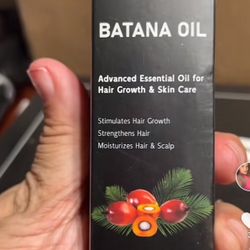 BATANA OIL
Advanced Essential Oil for
Hair Growth & Skin Care
Stimulates Hair Growth
Strengthens Hair
Moisturizes Hair & Scalp